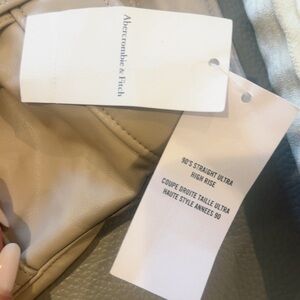 Abercrombie & Fitch
90'S STRAIGHT ULTRA
HIGH RISE
COUPE DROITE TAILLE ULTRA
HAUTE STYLE ANNEES 90